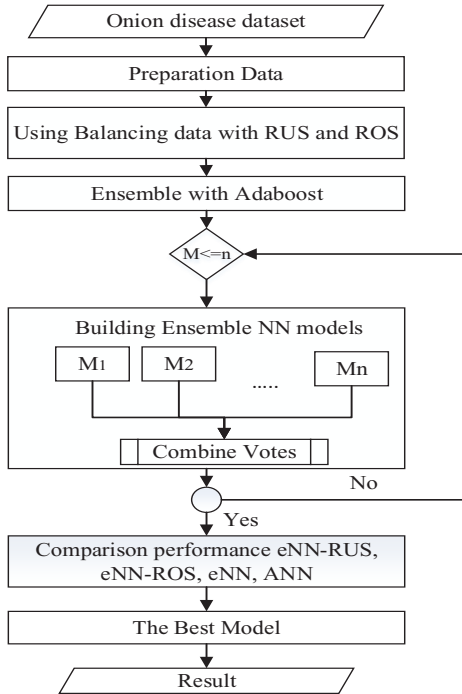 Onion disease dataset
Preparation Data
Using Balancing data with RUS and ROS
Ensemble with Adaboost
M<=n
Building Ensemble NN models
M1 M2 ..... Mn
Combine Votes
No
Yes
Comparison performance eNN-RUS,
eNN-ROS, eNN, ANN
The Best Model
Result